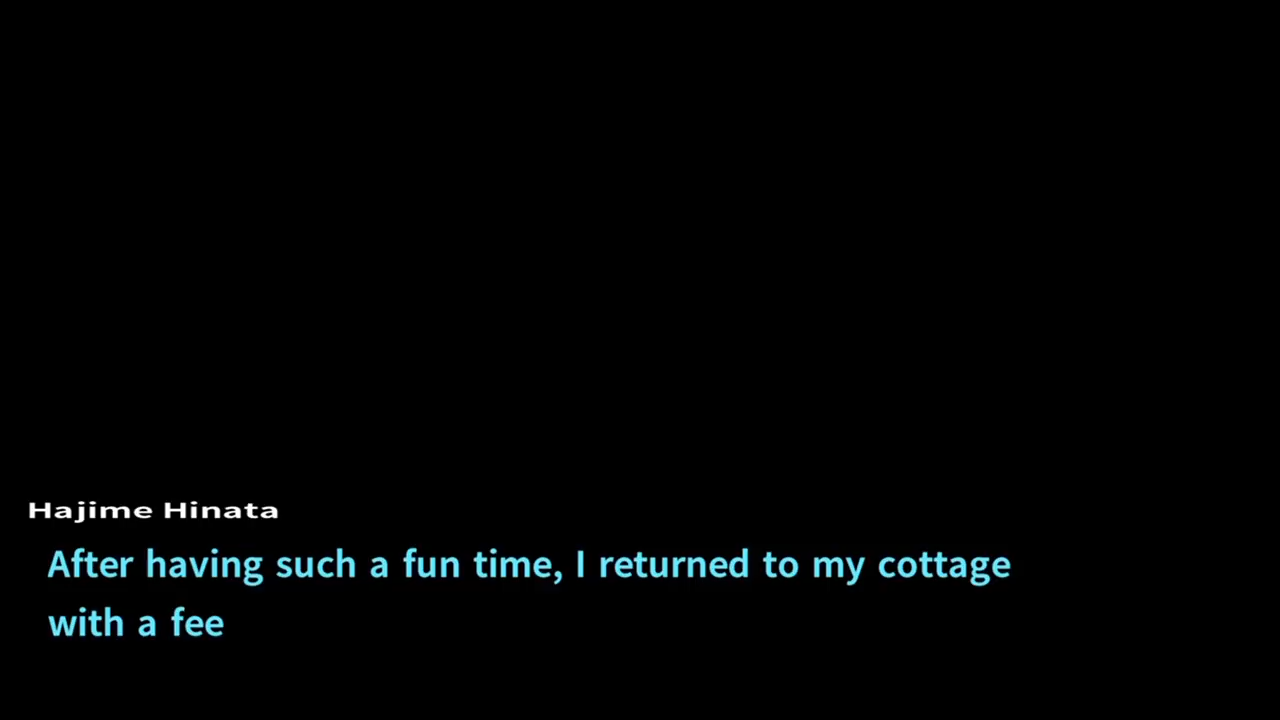 Hajime Hinata
After having such a fun time, I returned to my cottage
with a fee